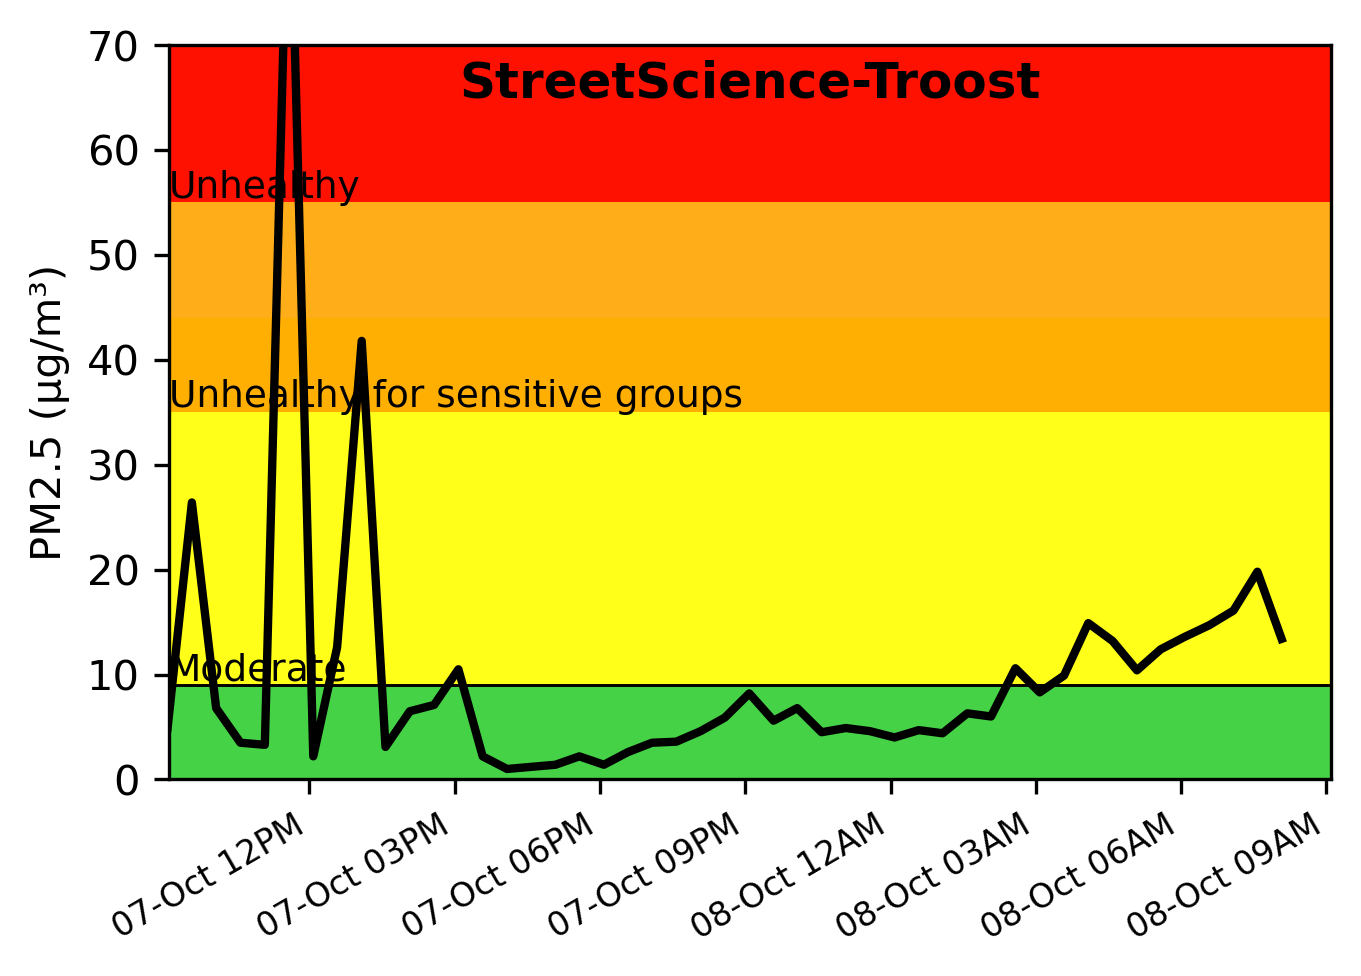 StreetScience-Troost
PM2.5 (µg/m³)
70
60
50
40
30
20
10
0
Unhealthy
Unhealthy for sensitive groups
Moderate
07-Oct 12PM
07-Oct 03PM
07-Oct 06PM
07-Oct 09PM
08-Oct 12AM
08-Oct 03AM
08-Oct 06AM
08-Oct 09AM